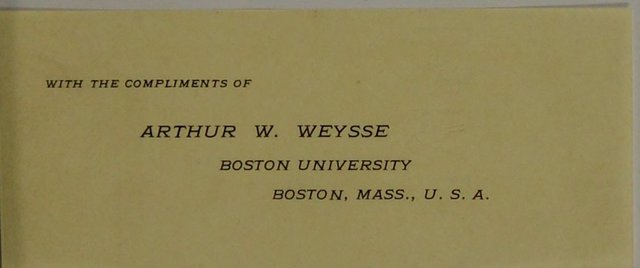 WITH THE COMPLIMENTS OF
ARTHUR W. WEYSSE
BOSTON UNIVERSITY
BOSTON, MASS., U. S. A.